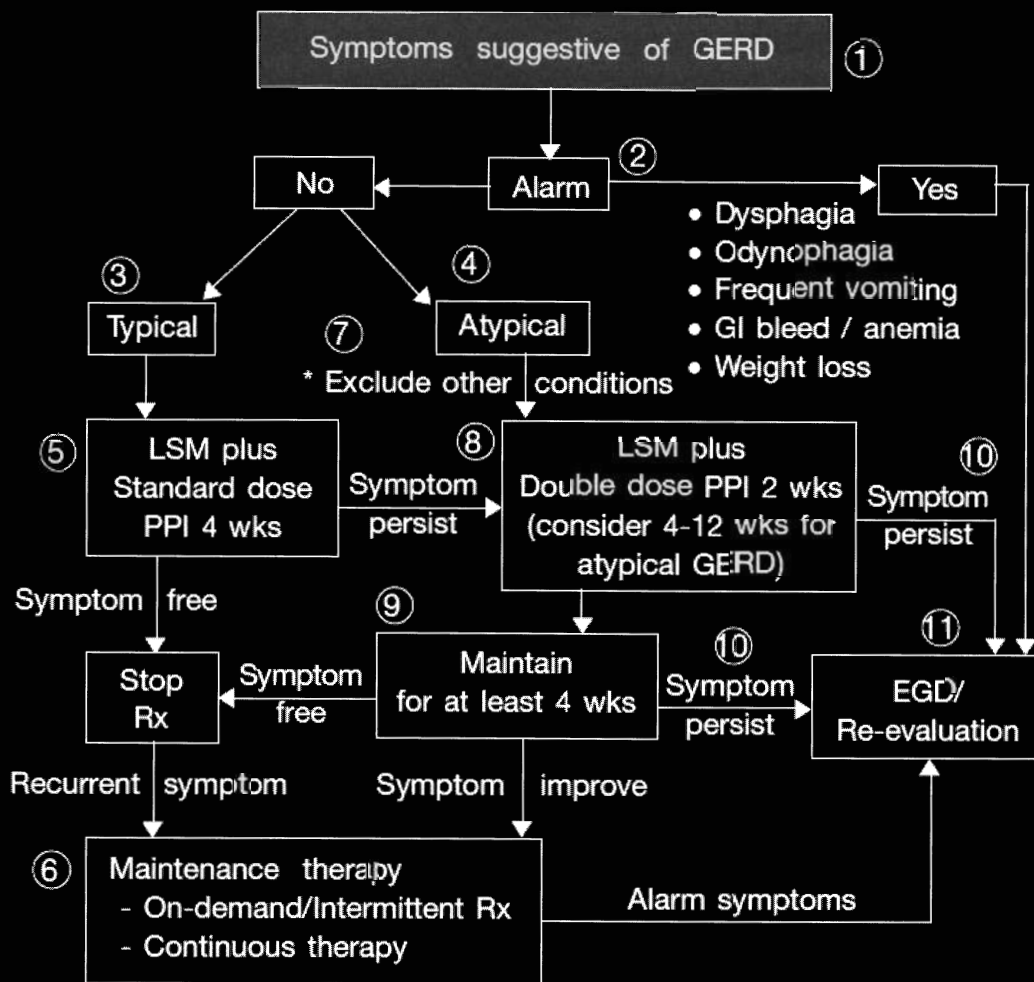 Symptoms suggestive of GERD
①
②
No
Alarm
Yes
• Dysphagia
• Odynophagia
• Frequent vomiting
• GI bleed / anemia
• Weight loss
③
④
Typical
Atypical
⑦
* Exclude other conditions
⑤
LSM plus
Standard dose
PPI 4 wks
Symptom
persist
⑧
LSM plus
Double dose PPI 2 wks
(consider 4-12 wks for
atypical GERD)
⑩
Symptom
persist
Symptom free
⑨
Stop
Rx
Symptom
free
Maintain
for at least 4 wks
⑩
Symptom
persist
⑪
EGD/
Re-evaluation
Recurrent symptom
Symptom improve
⑥
Maintenance therapy
- On-demand/Intermittent Rx
- Continuous therapy
Alarm symptoms